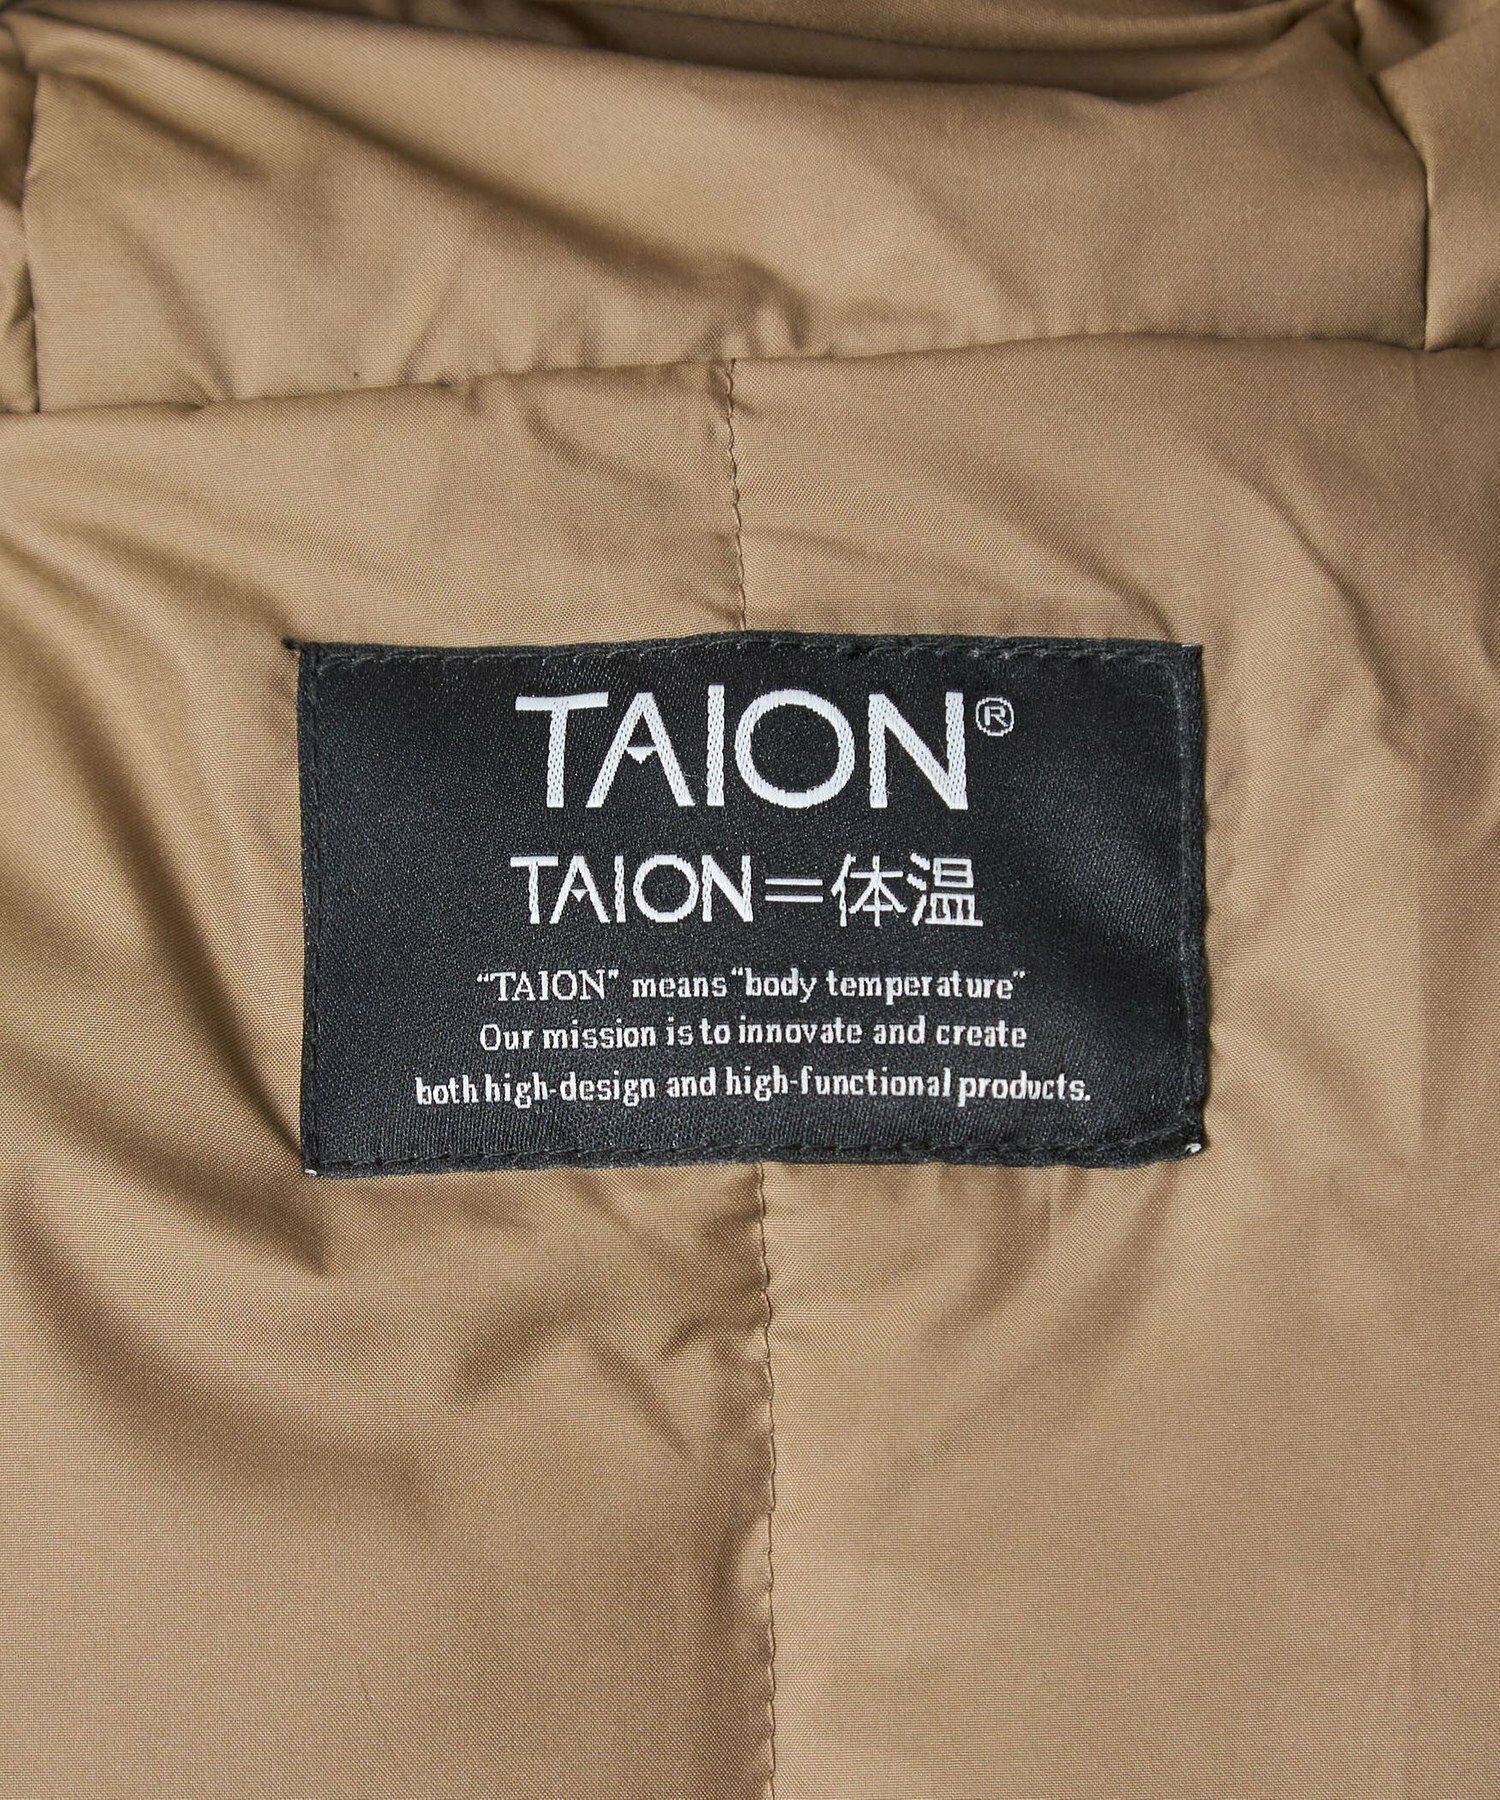 TAION®
TAION=体温
“TAION” means “body temperature”
Our mission is to innovate and create
both high-design and high-functional products.